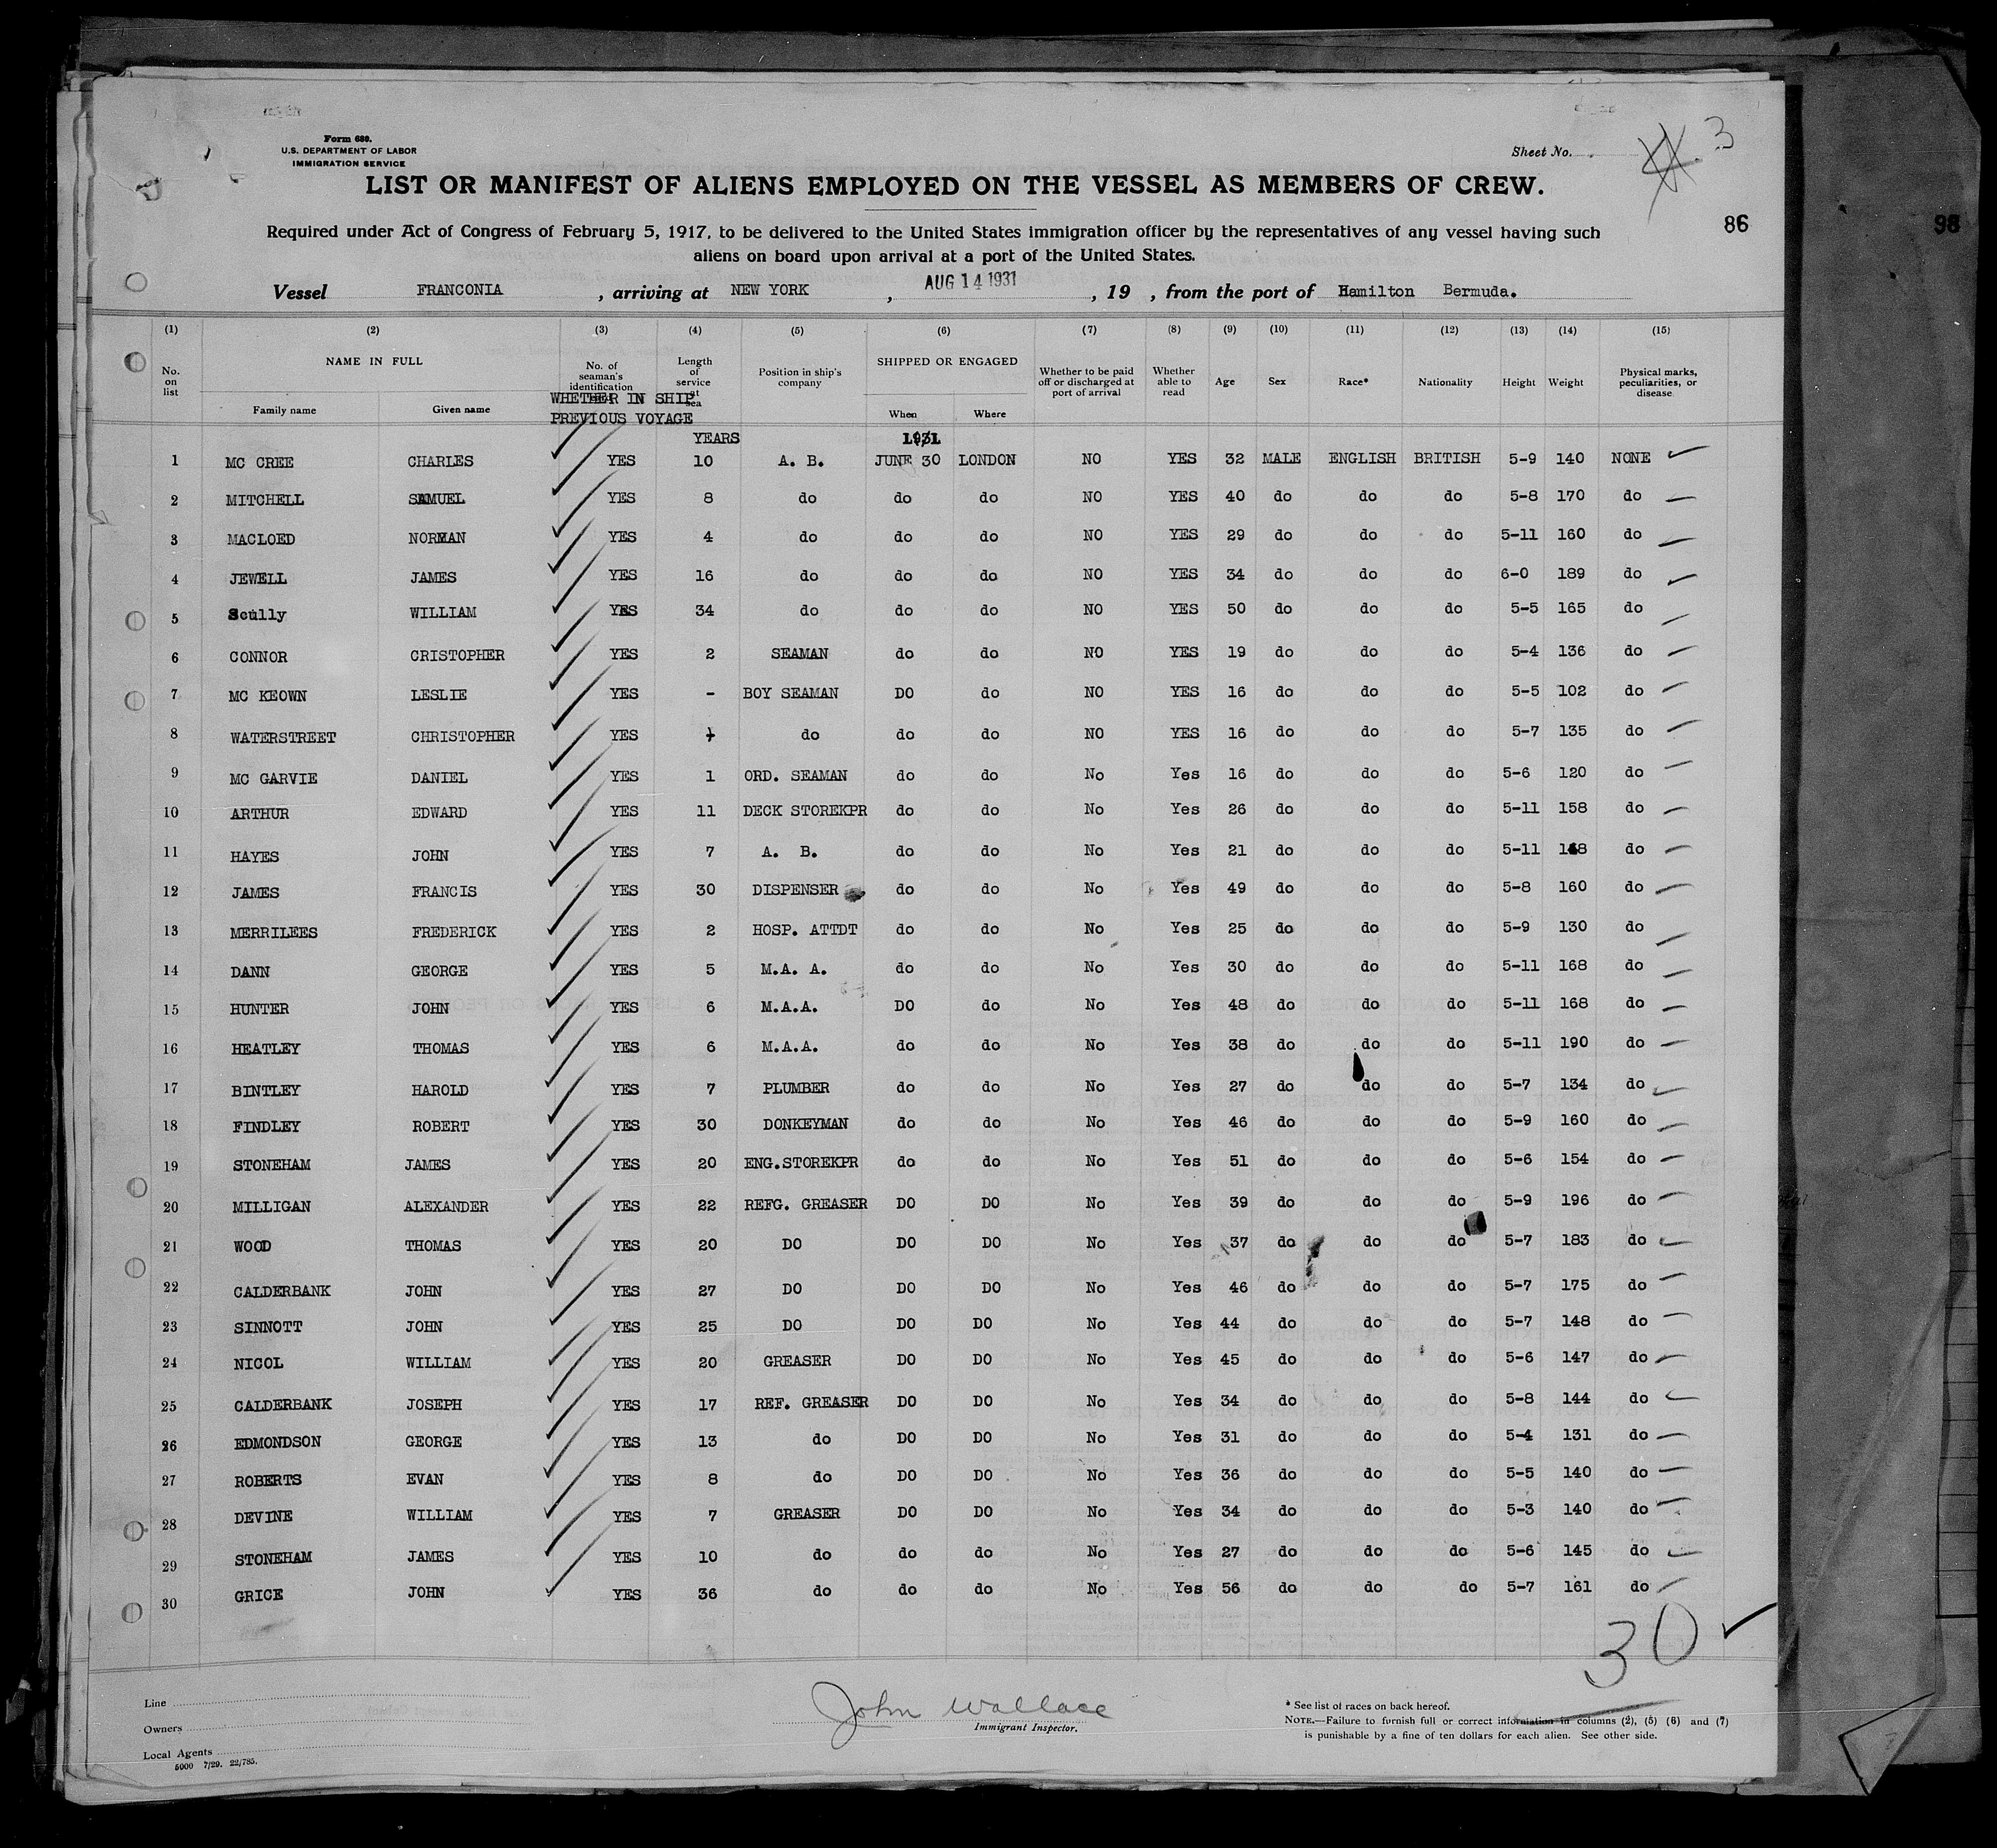 Form 680.
U.S. DEPARTMENT OF LABOR
IMMIGRATION SERVICE
Sheet No. 3
LIST OR MANIFEST OF ALIENS EMPLOYED ON THE VESSEL AS MEMBERS OF CREW.
86
98
Required under Act of Congress of February 5, 1917, to be delivered to the United States immigration officer by the representatives of any vessel having such
aliens on board upon arrival at a port of the United States.
Vessel FRANCONIA , arriving at NEW YORK , AUG 14 1931 , 19 , from the port of Hamilton Bermuda.
(1) (2) (3) (4) (5) (6) (7) (8) (9) (10) (11) (12) (13) (14) (15)
No. on list NAME IN FULL Family name Given name No. of seaman's identification Length of service at sea Position in ship's company SHIPPED OR ENGAGED When Where Whether to be paid off or discharged at port of arrival Whether able to read Age Sex Race* Nationality Height Weight Physical marks, peculiarities, or disease
WHETHER IN SHIP
PREVIOUS VOYAGE
YEARS 1931
1 MC CREE CHARLES YES 10 A. B. JUNE 30 LONDON NO YES 32 MALE ENGLISH BRITISH 5-9 140 NONE
2 MITCHELL SAMUEL YES 8 do do do NO YES 40 do do do 5-8 170 do
3 MACLOED NORMAN YES 4 do do do NO YES 29 do do do 5-11 160 do
4 JEWELL JAMES YES 16 do do do NO YES 34 do do do 6-0 189 do
5 Scully WILLIAM YES 34 do do do NO YES 50 do do do 5-5 165 do
6 CONNOR CRISTOPHER YES 2 SEAMAN do do NO YES 19 do do do 5-4 136 do
7 MC KEOWN LESLIE YES - BOY SEAMAN DO do NO YES 16 do do do 5-5 102 do
8 WATERSTREET CHRISTOPHER YES do do do NO YES 16 do do do 5-7 135 do
9 MC GARVIE DANIEL YES 1 ORD. SEAMAN do do No Yes 16 do do do 5-6 120 do
10 ARTHUR EDWARD YES 11 DECK STOREKPR do do No Yes 26 do do do 5-11 158 do
11 HAYES JOHN YES 7 A. B. do do No Yes 21 do do do 5-11 do
12 JAMES FRANCIS YES 30 DISPENSER do do No Yes 49 do do do 5-8 160 do
13 MERRILEES FREDERICK YES 2 HOSP. ATTDT do do No Yes 25 do do do 5-9 130 do
14 DANN GEORGE YES 5 M.A. A. do do No Yes 30 do do do 5-11 168 do
15 HUNTER JOHN YES 6 M.A.A. DO do No Yes 48 do do do 5-11 168 do
16 HEATLEY THOMAS YES 6 M.A.A. do do No Yes 38 do do do 5-11 190 do
17 BINTLEY HAROLD YES 7 PLUMBER do do No Yes 27 do do do 5-7 134 do
18 FINDLEY ROBERT YES 30 DONKEYMAN do do No Yes 46 do do do 5-9 160 do
19 STONEHAM JAMES YES 20 ENG.STOREKPR do do No Yes 51 do do do 5-6 154 do
20 MILLIGAN ALEXANDER YES 22 REFG. GREASER DO DO No Yes 39 do do do 5-9 196 do
21 WOOD THOMAS YES 20 DO DO DO No Yes 37 do do do 5-7 183 do
22 CALDERBANK JOHN YES 27 DO DO DO No Yes 46 do do do 5-7 175 do
23 SINNOTT JOHN YES 25 DO DO DO No Yes 44 do do do 5-7 148 do
24 NICOL WILLIAM YES 20 GREASER DO DO No Yes 45 do do do 5-6 147 do
25 CALDERBANK JOSEPH YES 17 REF. GREASER DO DO No Yes 34 do do do 5-8 144 do
26 EDMONDSON GEORGE YES 13 do DO DO No Yes 31 do do do 5-4 131 do
27 ROBERTS EVAN YES 8 do DO DO No Yes 36 do do do 5-5 140 do
28 DEVINE WILLIAM YES 7 GREASER DO DO No Yes 34 do do do 5-3 140 do
29 STONEHAM JAMES YES 10 do do do No Yes 27 do do do 5-6 145 do
30 GRICE JOHN YES 36 do do do No Yes 56 do do do 5-7 161 do
30
Line
Owners
Local Agents
5000 7/29. 22/785.
John Wallace
Immigrant Inspector.
* See list of races on back hereof.
NOTE.—Failure to furnish full or correct information in columns (2), (5) (6) and (7)
is punishable by a fine of ten dollars for each alien. See other side.